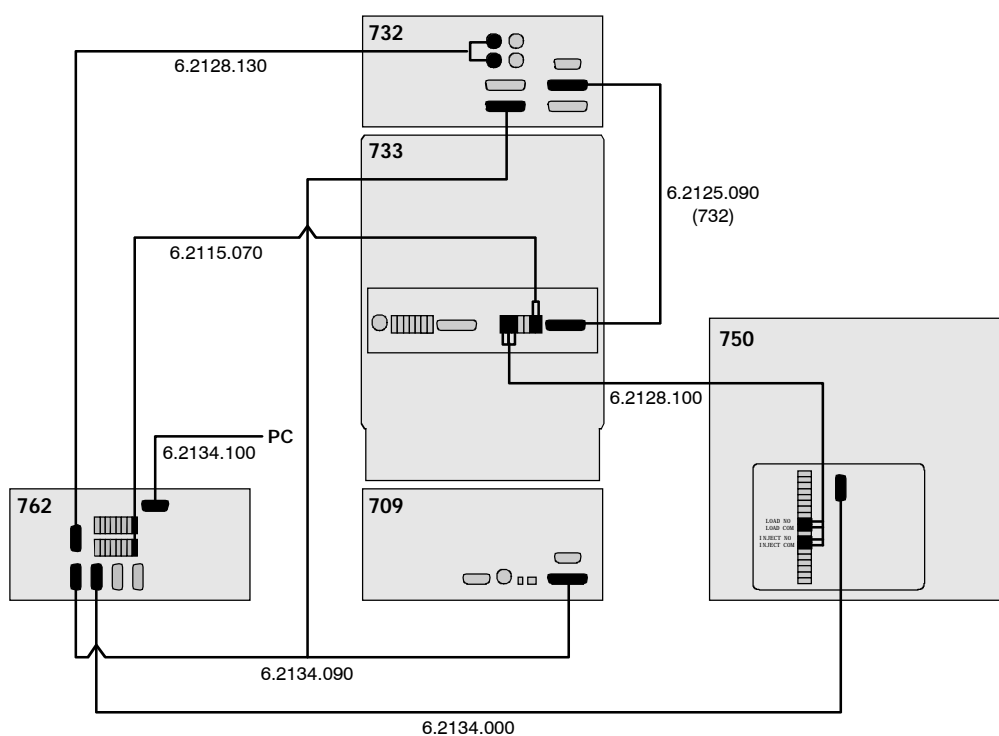 732
6.2128.130
733
6.2125.090
(732)
6.2115.070
750
6.2128.100
PC
6.2134.100
762
709
LOAD NO
LOAD COM
INJECT NO
INJECT COM
6.2134.090
6.2134.000